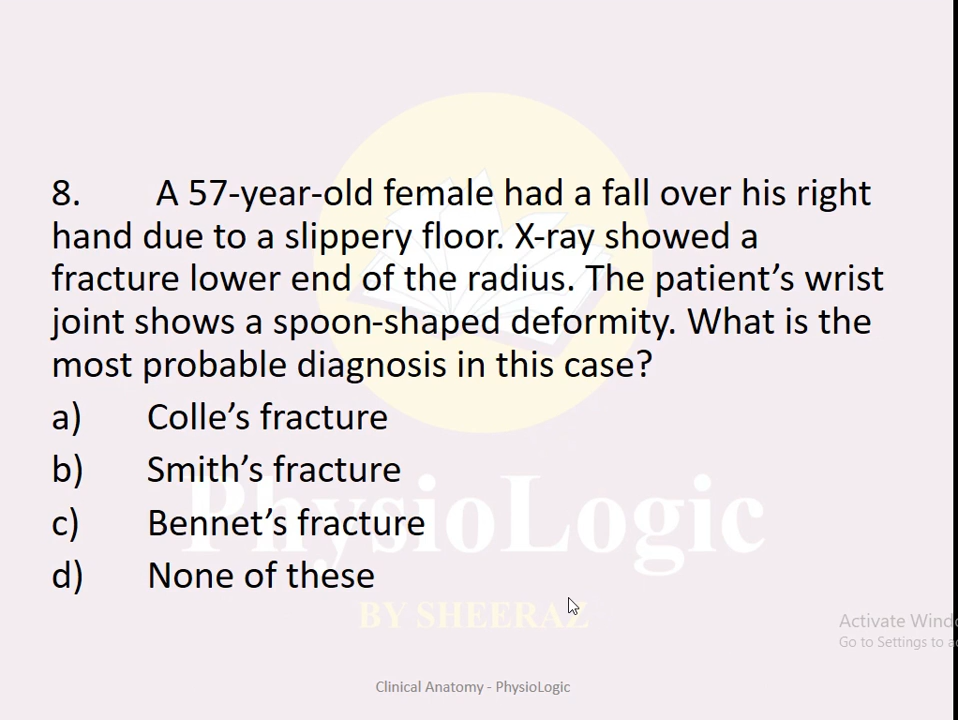 8. A 57-year-old female had a fall over his right
hand due to a slippery floor. X-ray showed a
fracture lower end of the radius. The patient’s wrist
joint shows a spoon-shaped deformity. What is the
most probable diagnosis in this case?
a) Colle’s fracture
b) Smith’s fracture
c) Bennet’s fracture
d) None of these
PhysioLogic
BY SHEERAZ
Activate Windo
Go to Settings to a
Clinical Anatomy - PhysioLogic